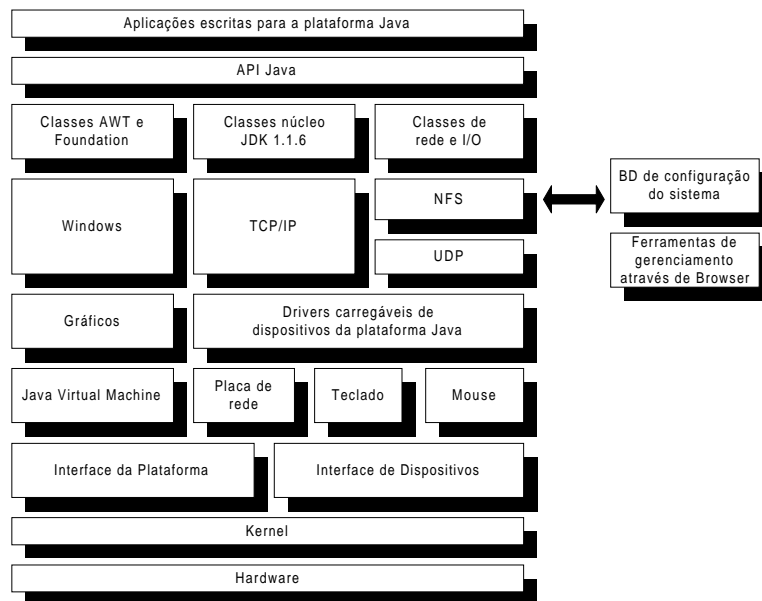 Aplicações escritas para a plataforma Java
API Java
Classes AWT e
Foundation
Classes núcleo
JDK 1.1.6
Classes de
rede e I/O
Windows
TCP/IP
NFS
UDP
BD de configuração
do sistema
Ferramentas de
gerenciamento
através de Browser
Gráficos
Drivers carregáveis de
dispositivos da plataforma Java
Java Virtual Machine
Placa de
rede
Teclado
Mouse
Interface da Plataforma
Interface de Dispositivos
Kernel
Hardware